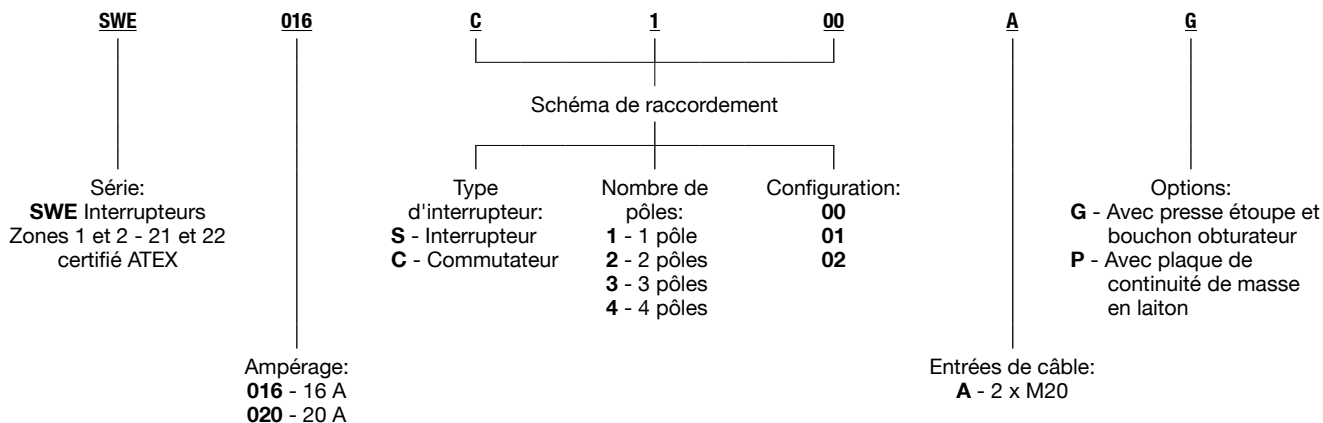 SWE 016 C 1 00 A G
Schéma de raccordement
Série:
SWE Interrupteurs
Zones 1 et 2 - 21 et 22
certifié ATEX
Type
d'interrupteur:
S - Interrupteur
C - Commutateur
Nombre de
pôles:
1 - 1 pôle
2 - 2 pôles
3 - 3 pôles
4 - 4 pôles
Configuration:
00
01
02
Options:
G - Avec presse étoupe et
bouchon obturateur
P - Avec plaque de
continuité de masse
en laiton
Ampérage:
016 - 16 A
020 - 20 A
Entrées de câble:
A - 2 x M20